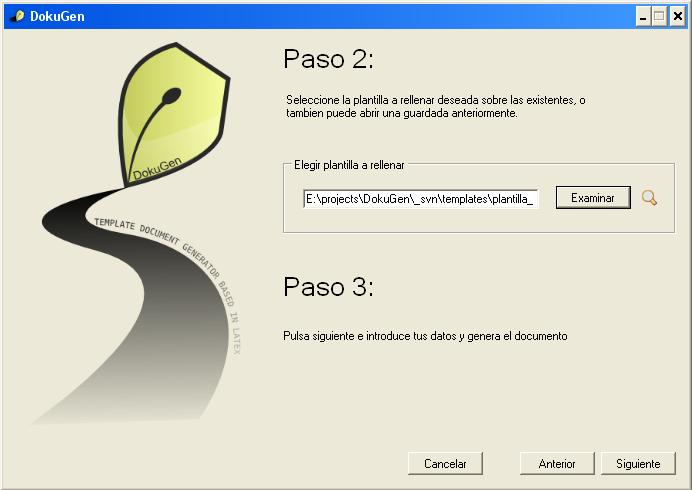 DokuGen
DokuGen
TEMPLATE DOCUMENT GENERATOR BASED IN LATEX
Paso 2:
Seleccione la plantilla a rellenar deseada sobre las existentes, o
tambien puede abrir una guardada anteriormente.
Elegir plantilla a rellenar
E:\projects\DokuGen\_svn\templates\plantilla_
Examinar
Paso 3:
Pulsa siguiente e introduce tus datos y genera el documento
Cancelar
Anterior
Siguiente